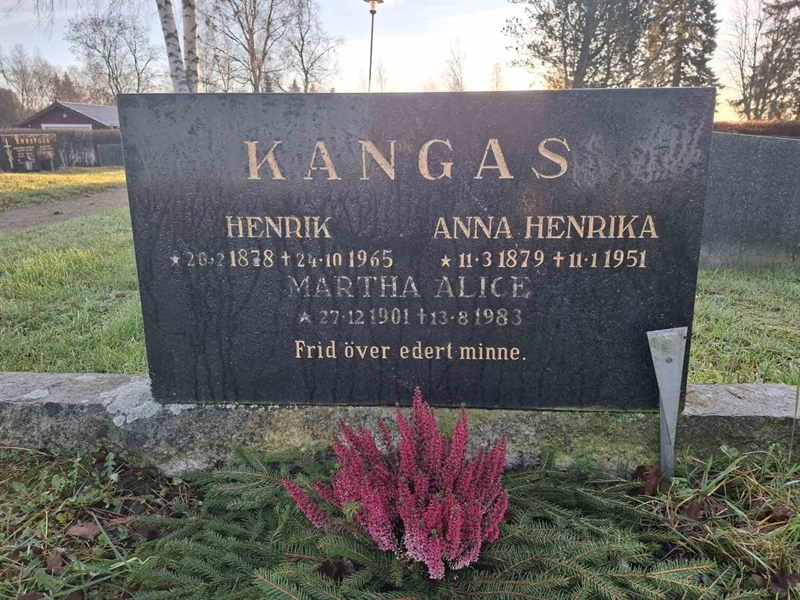 KANGAS
HENRIK ANNA HENRIKA
★ 20·2 1878 ✝ 24·10 1965 ★ 11·3 1879 ✝ 11·1 1951
MARTHA ALICE
★ 27·12 1901 ✝ 13·8 1983
Frid över edert minne.